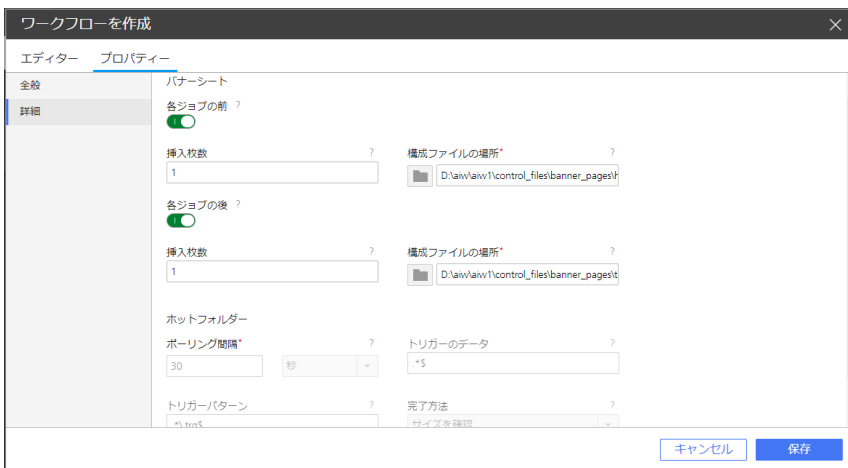 ワークフローを作成
エディター プロパティー
全般
詳細
バナーシート
各ジョブの前 ?
挿入枚数 ? 構成ファイルの場所* ?
1 D:\aiw\aiw1\control_files\banner_pages\h
各ジョブの後 ?
挿入枚数 ? 構成ファイルの場所* ?
1 D:\aiw\aiw1\control_files\banner_pages\t
ホットフォルダー
ポーリング間隔* ? トリガーのデータ ?
30 秒 .*$
トリガーパターン ? 完了方法 ?
.*\.trg$ サイズを確認
キャンセル 保存